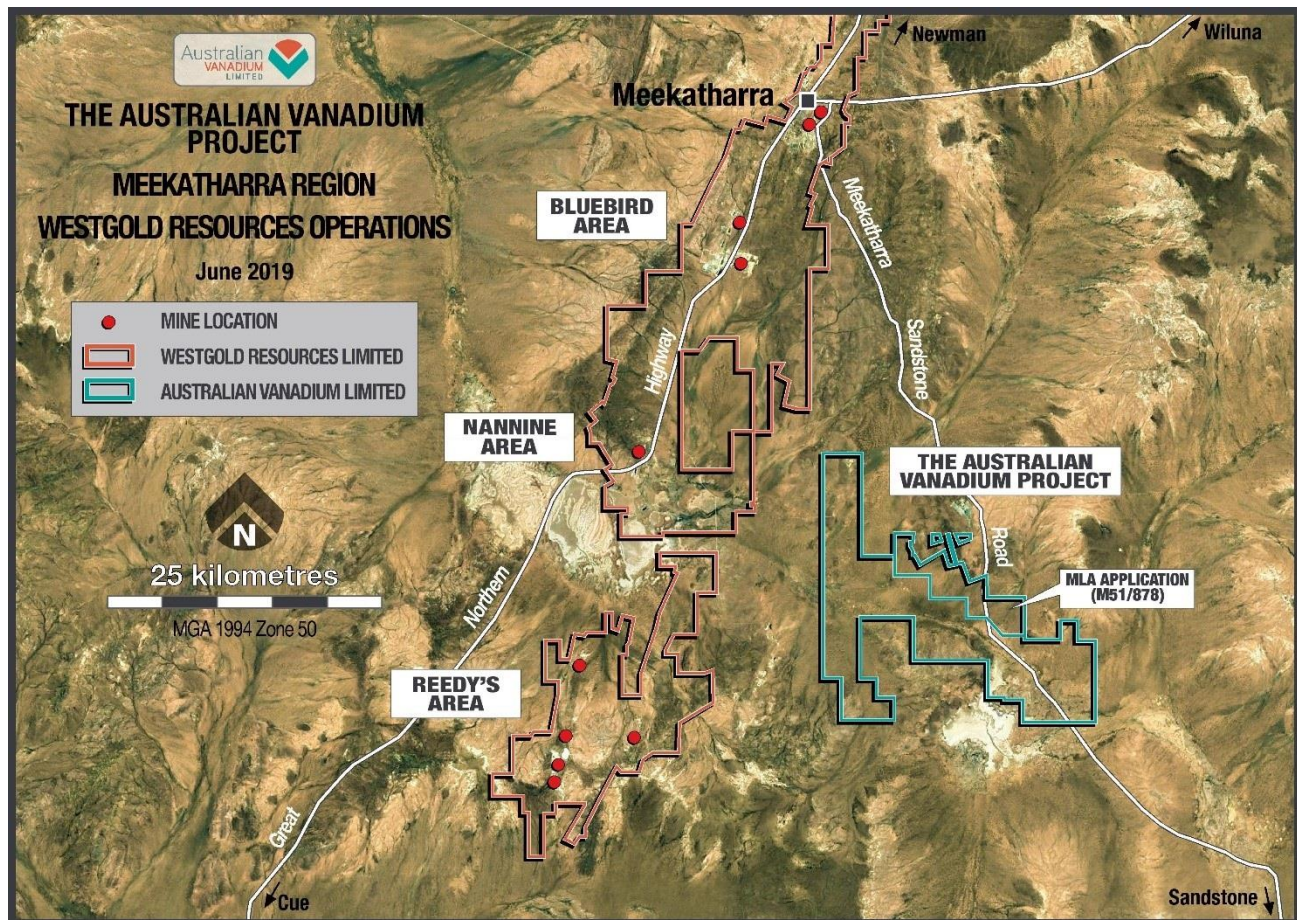 Australian
VANADIUM
LIMITED
THE AUSTRALIAN VANADIUM
PROJECT
MEEKATHARRA REGION
WESTGOLD RESOURCES OPERATIONS
June 2019
MINE LOCATION
WESTGOLD RESOURCES LIMITED
AUSTRALIAN VANADIUM LIMITED
Newman
Wiluna
Meekatharra
BLUEBIRD
AREA
Meekatharra
Sandstone
Road
Highway
NANNINE
AREA
THE AUSTRALIAN
VANADIUM PROJECT
MLA APPLICATION
(M51/878)
N
25 kilometres
MGA 1994 Zone 50
Northern
REEDY'S
AREA
Great
Cue
Sandstone